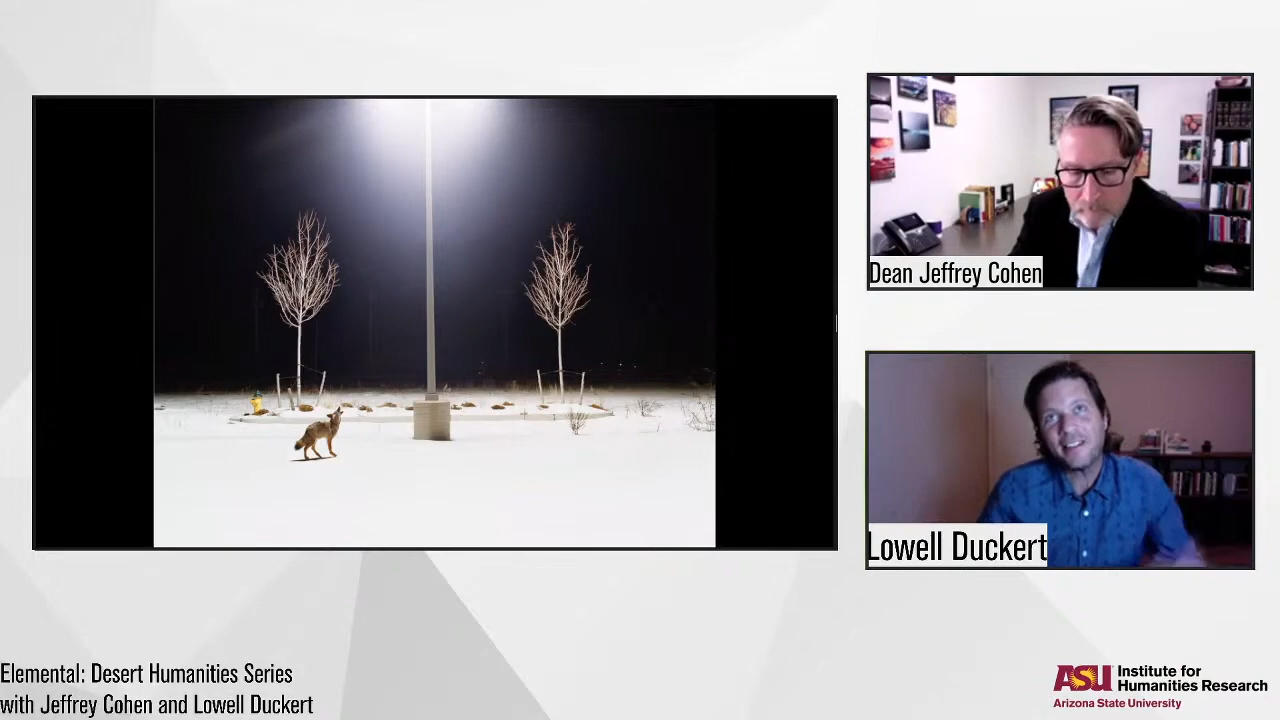 Dean Jeffrey Cohen
Lowell Duckert
Elemental: Desert Humanities Series
with Jeffrey Cohen and Lowell Duckert
ASU Institute for
Humanities Research
Arizona State University